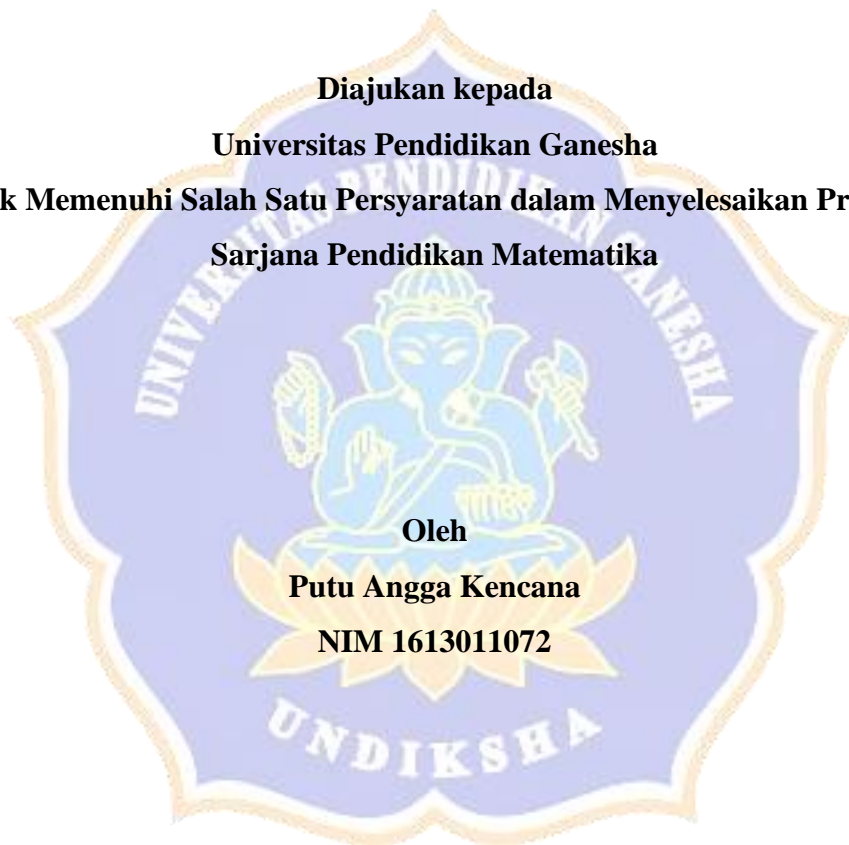 Diajukan kepada
Universitas Pendidikan Ganesha
k Memenuhi Salah Satu Persyaratan dalam Menyelesaikan Pr
Sarjana Pendidikan Matematika
UNIVERSITAS PENDIDIKAN GANESHA
Oleh
Putu Angga Kencana
NIM 1613011072
UNDIKSHA